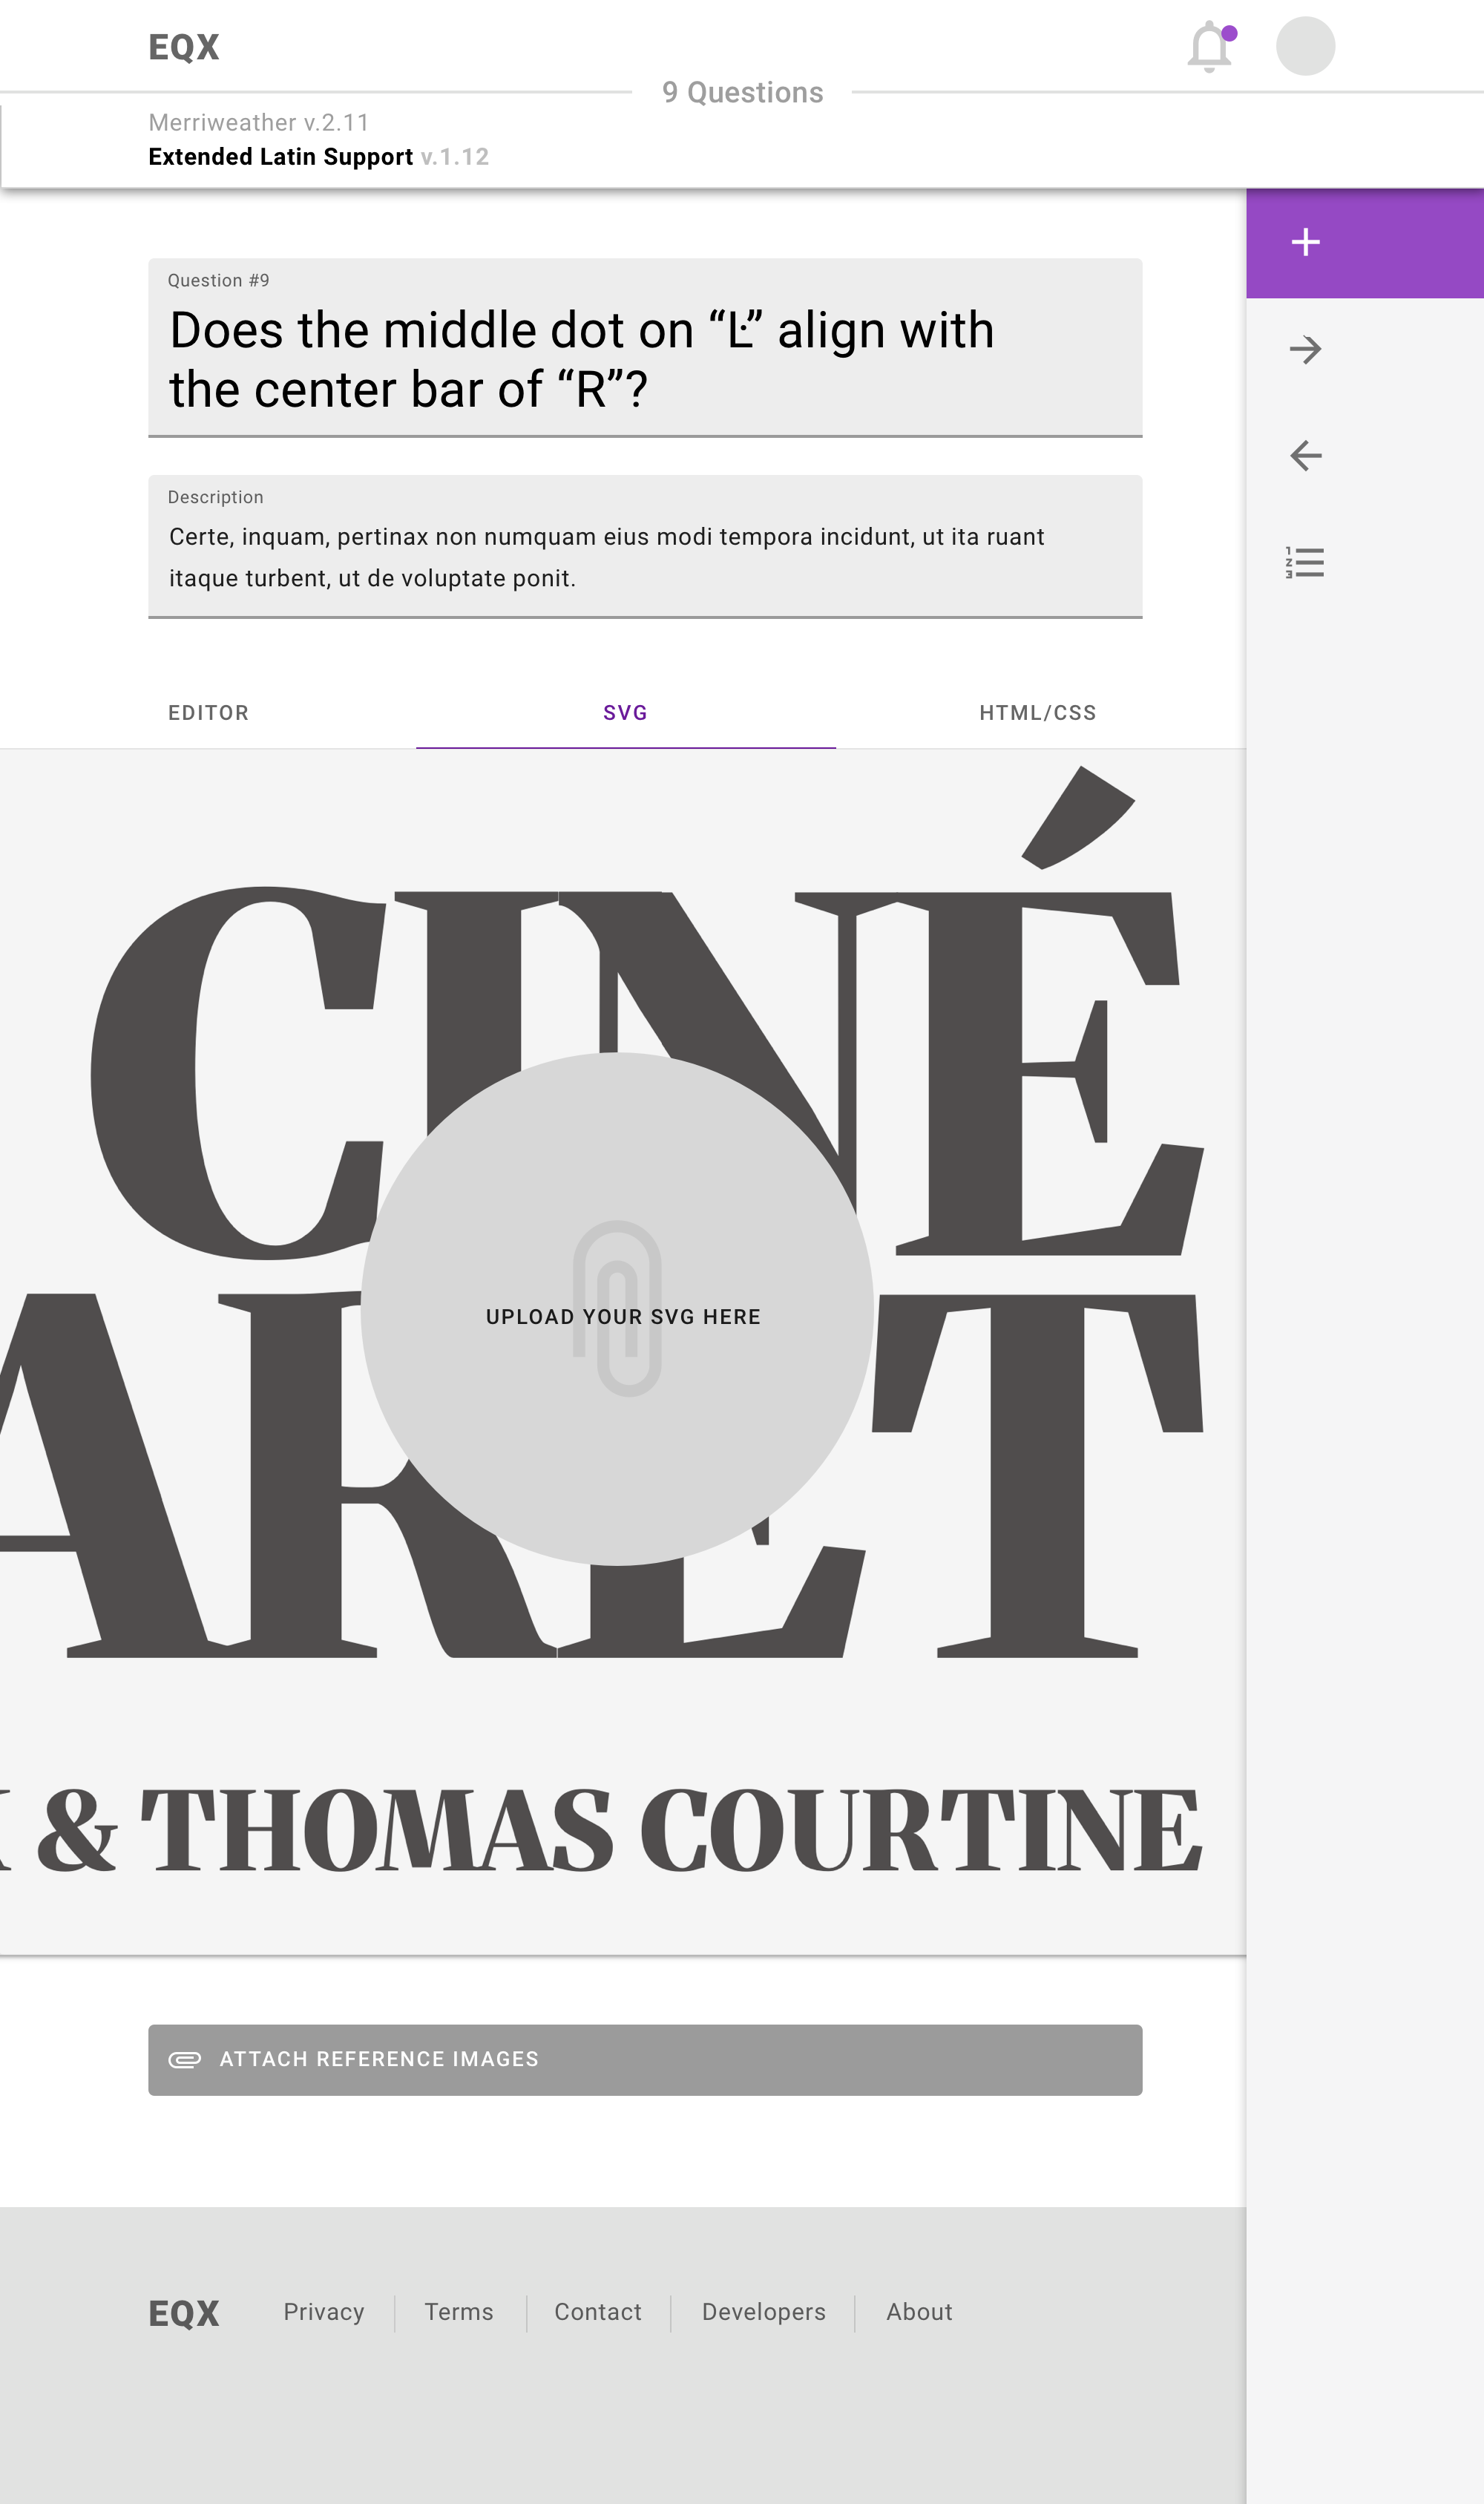 EQX
9 Questions
Merriweather v.2.11
Extended Latin Support v.1.12
Question #9
Does the middle dot on “Ŀ” align with
the center bar of “R”?
Description
Certe, inquam, pertinax non numquam eius modi tempora incidunt, ut ita ruant
itaque turbent, ut de voluptate ponit.
EDITOR SVG HTML/CSS
CINÉ
ARET
UPLOAD YOUR SVG HERE
& THOMAS COURTINE
ATTACH REFERENCE IMAGES
EQX Privacy Terms Contact Developers About